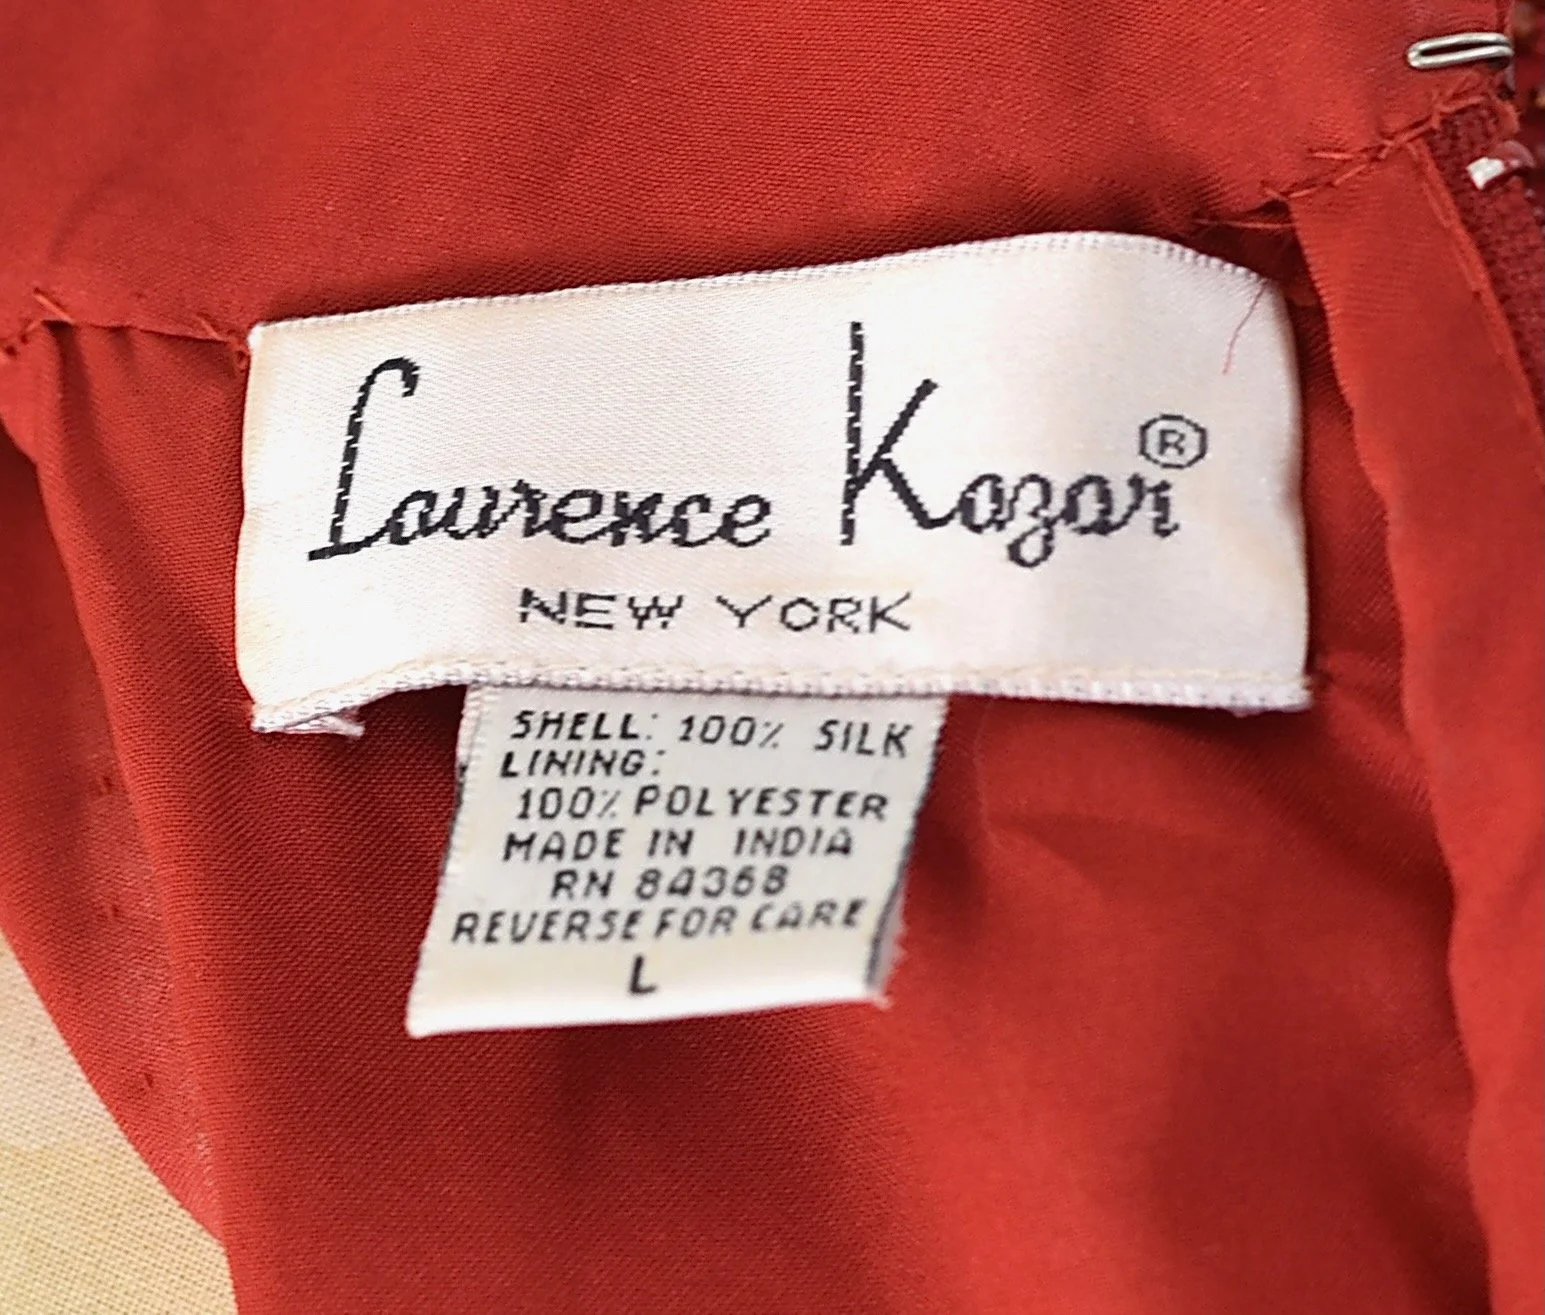 Laurence Kazar®
NEW YORK
SHELL: 100% SILK
LINING:
100% POLYESTER
MADE IN INDIA
RN 84368
REVERSE FOR CARE
L